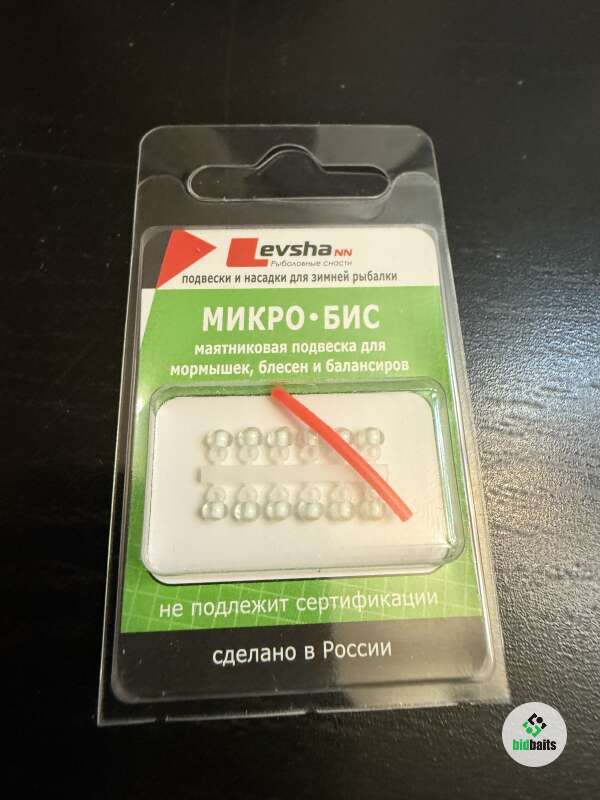 Levsha NN
Рыболовные снасти
подвески и насадки для зимней рыбалки
МИКРО•БИС
маятниковая подвеска для
мормышек, блесен и балансиров
не подлежит сертификации
сделано в России
bidbaits